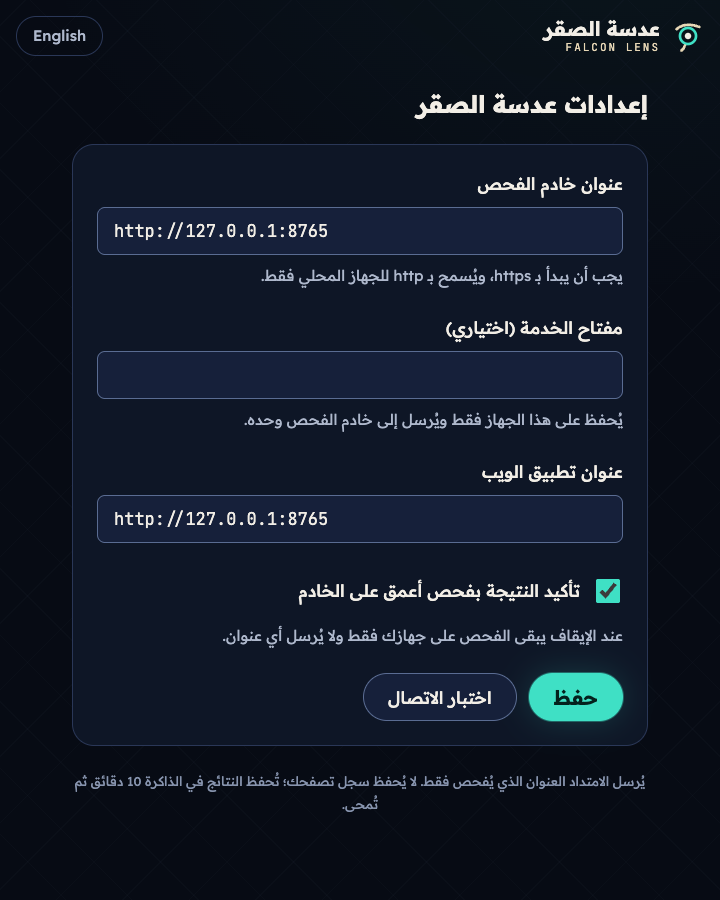 عدسة الصقر
FALCON LENS
English
إعدادات عدسة الصقر
عنوان خادم الفحص
http://127.0.0.1:8765
يجب أن يبدأ بـ https، ويُسمح بـ http للجهاز المحلي فقط.
مفتاح الخدمة (اختياري)
يُحفظ على هذا الجهاز فقط ويُرسل إلى خادم الفحص وحده.
عنوان تطبيق الويب
http://127.0.0.1:8765
تأكيد النتيجة بفحص أعمق على الخادم
عند الإيقاف يبقى الفحص على جهازك فقط ولا يُرسل أي عنوان.
حفظ
اختبار الاتصال
يُرسل الامتداد العنوان الذي يُفحص فقط. لا يُحفظ سجل تصفحك؛ تُحفظ النتائج في الذاكرة 10 دقائق ثم
تُمحى.